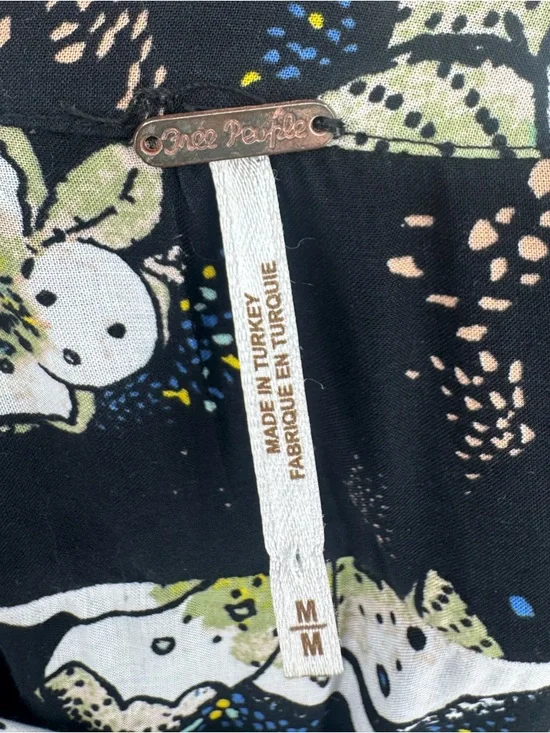 Free People
MADE IN TURKEY
FABRIQUE EN TURQUIE
M
M